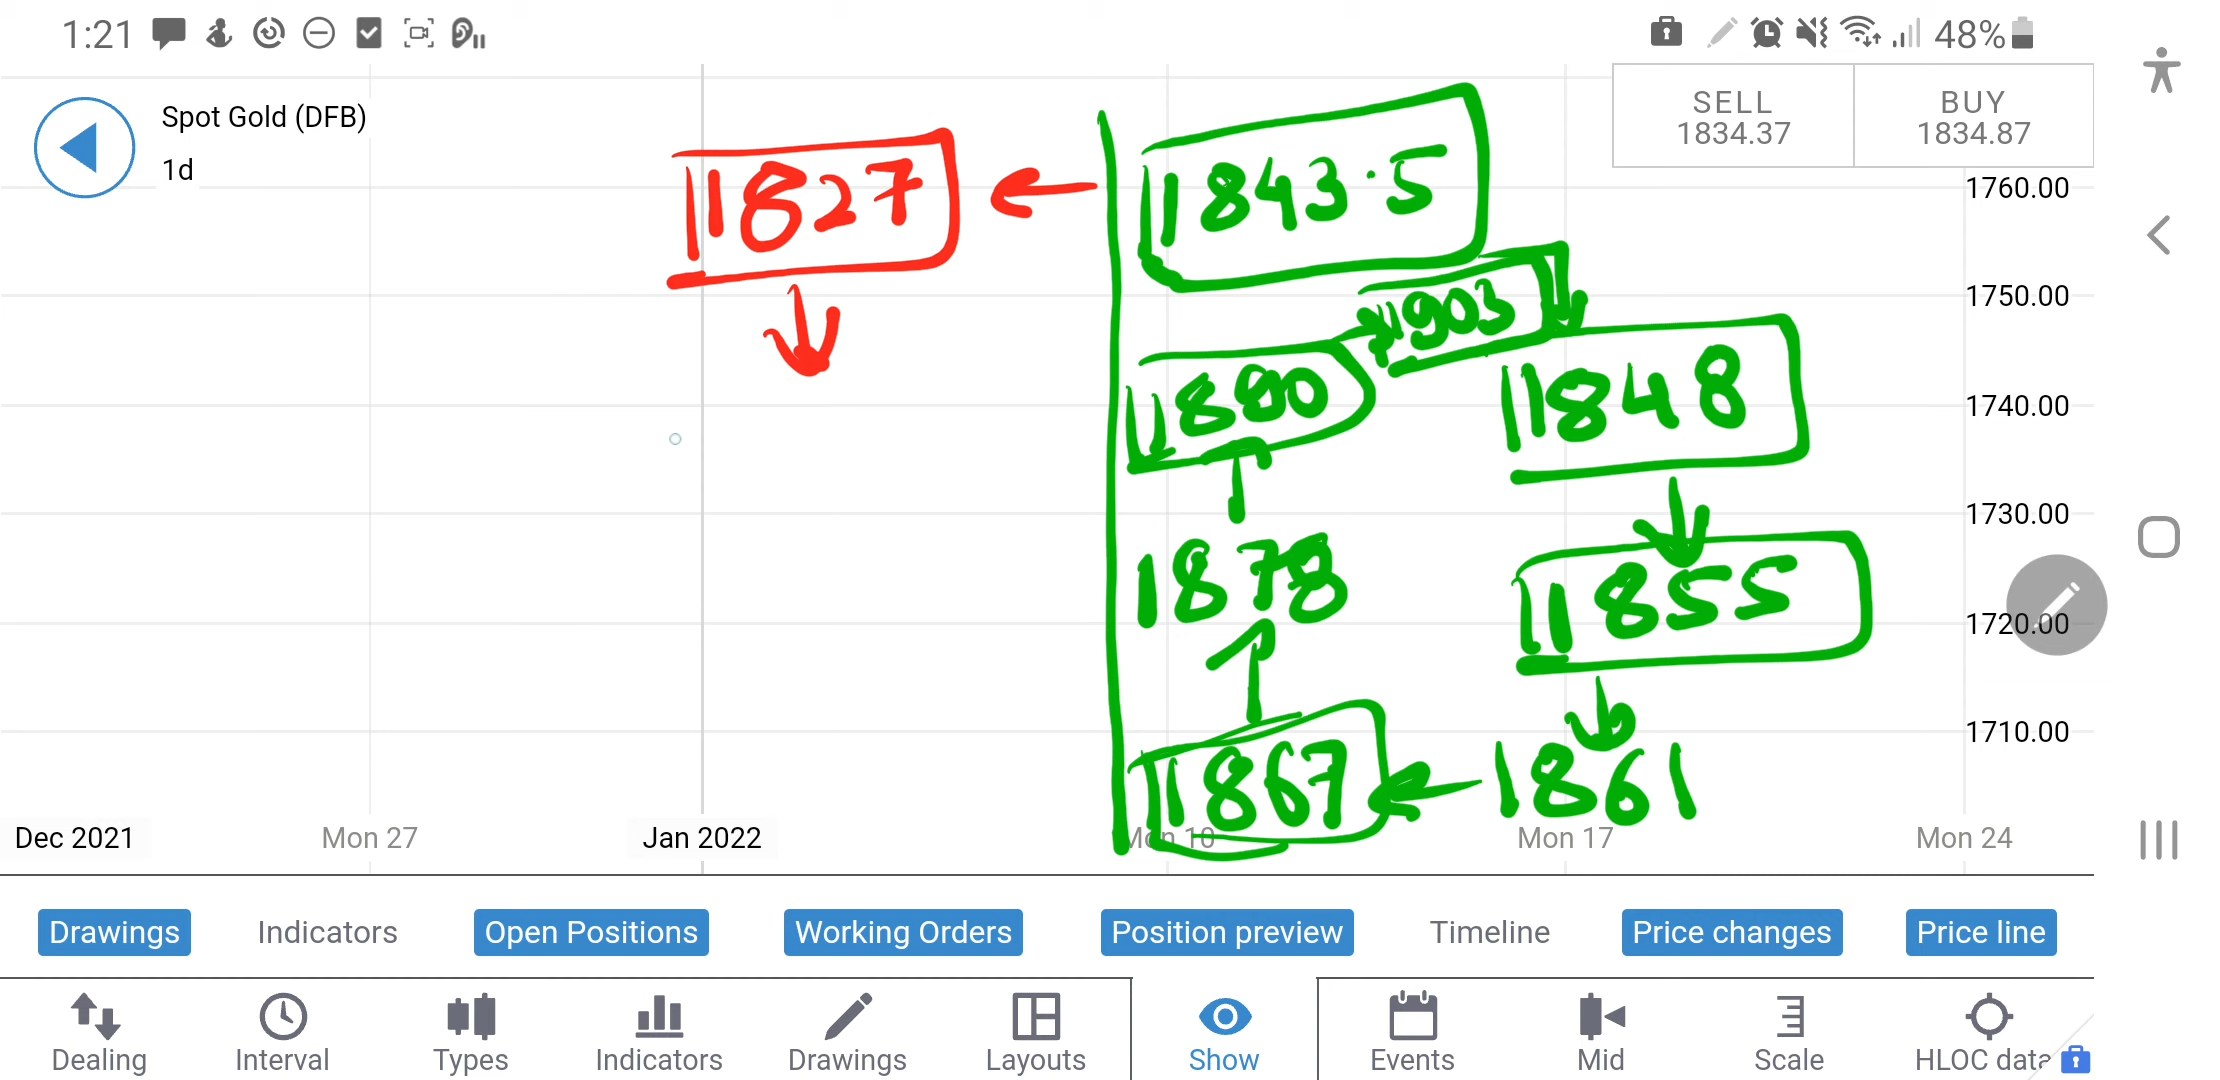 1:21
48%
Spot Gold (DFB)
1d
SELL
1834.37
BUY
1834.87
1827
1843.5
1903
1880
1848
1878
1855
1867
1861
1760.00
1750.00
1740.00
1730.00
1720.00
1710.00
Dec 2021 Mon 27 Jan 2022 Mon 10 Mon 17 Mon 24
Drawings Indicators Open Positions Working Orders Position preview Timeline Price changes Price line
Dealing Interval Types Indicators Drawings Layouts Show Events Mid Scale HLOC data